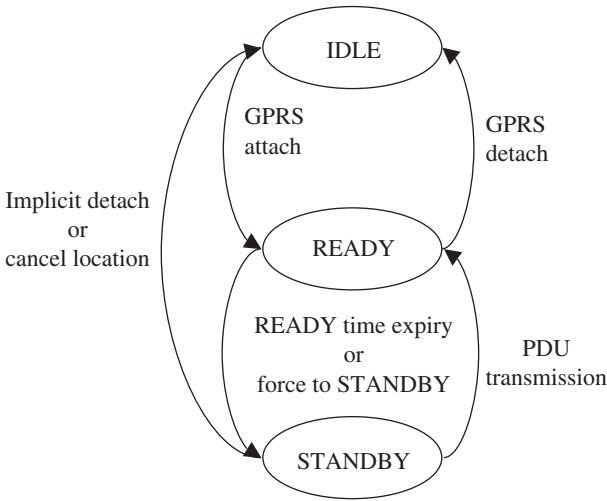 IDLE
GPRS
attach
GPRS
detach
Implicit detach
or
cancel location
READY
READY time expiry
or
force to STANDBY
PDU
transmission
STANDBY